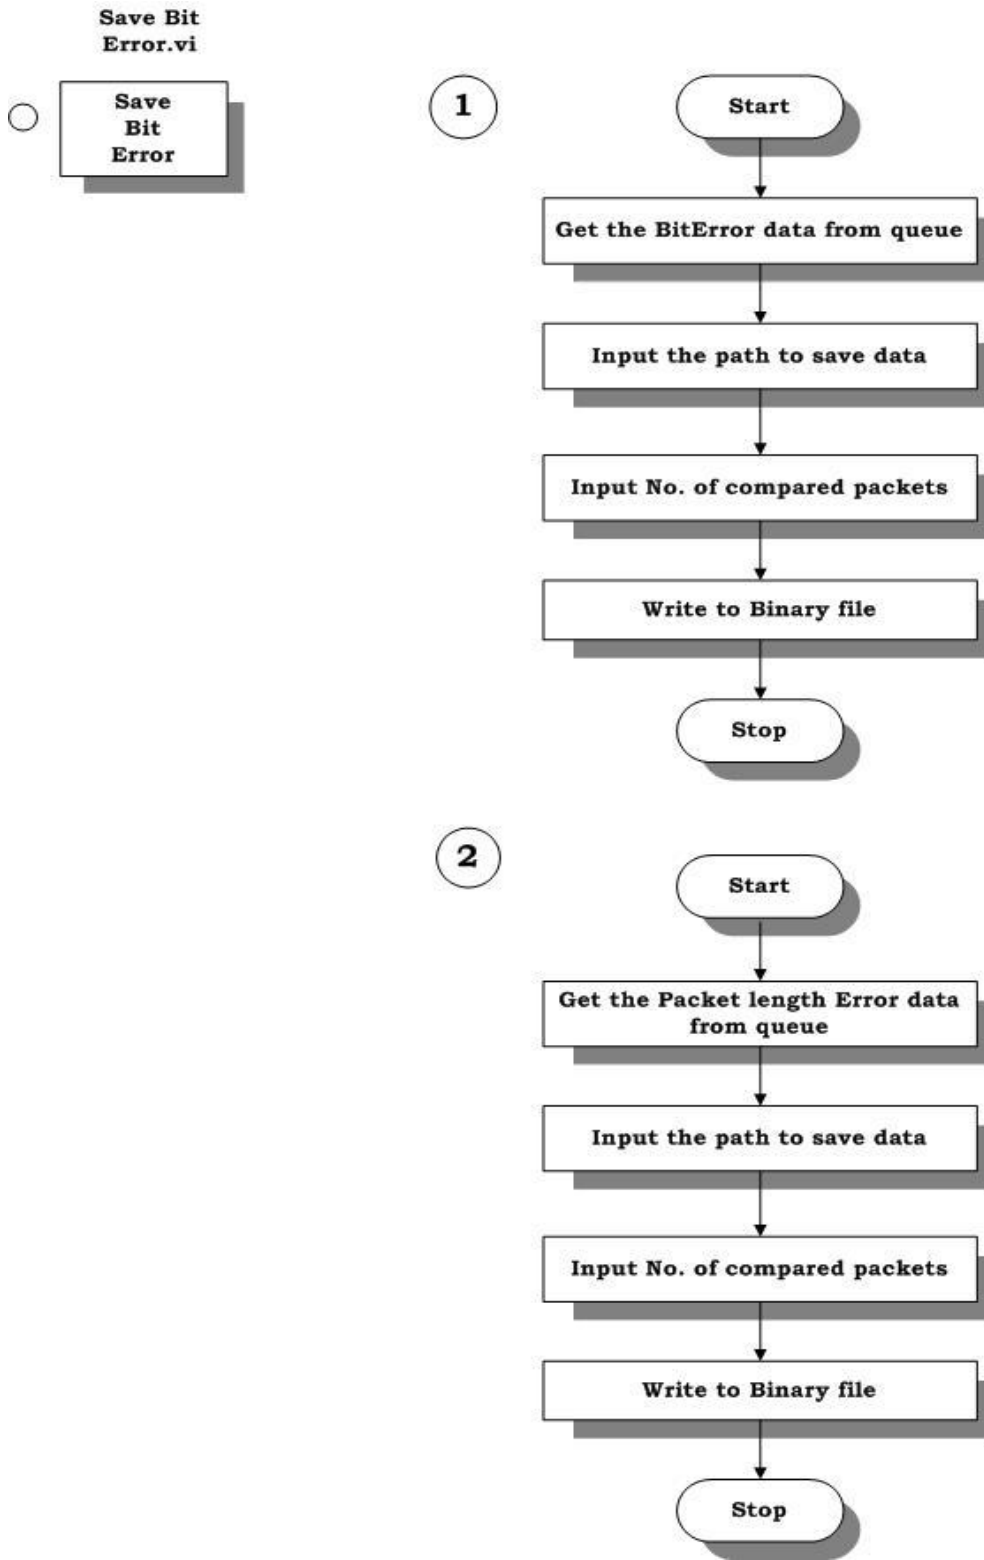 Save Bit
Error.vi
Save
Bit
Error
1
Start
Get the BitError data from queue
Input the path to save data
Input No. of compared packets
Write to Binary file
Stop
2
Start
Get the Packet length Error data
from queue
Input the path to save data
Input No. of compared packets
Write to Binary file
Stop